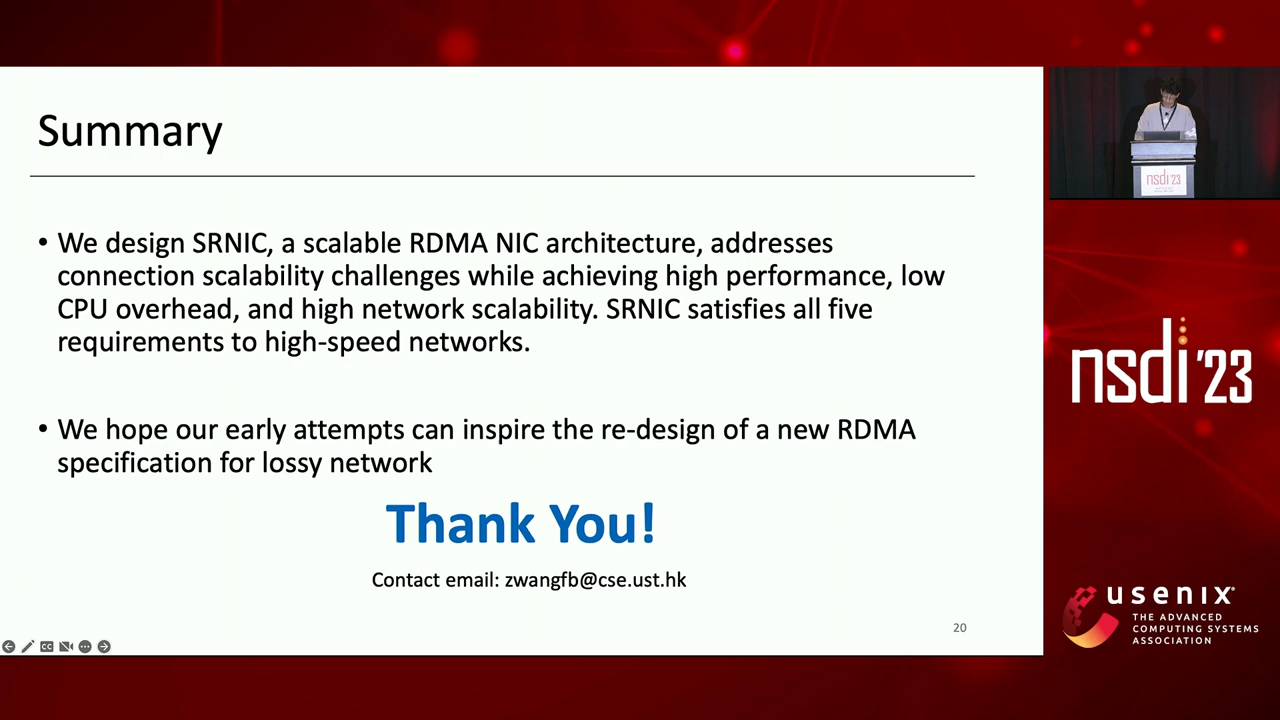 Summary
• We design SRNIC, a scalable RDMA NIC architecture, addresses
connection scalability challenges while achieving high performance, low
CPU overhead, and high network scalability. SRNIC satisfies all five
requirements to high-speed networks.
• We hope our early attempts can inspire the re-design of a new RDMA
specification for lossy network
Thank You!
Contact email: zwangfb@cse.ust.hk
20
CC
nsdi'23
nsdi '23
usenix®
THE ADVANCED
COMPUTING SYSTEMS
ASSOCIATION